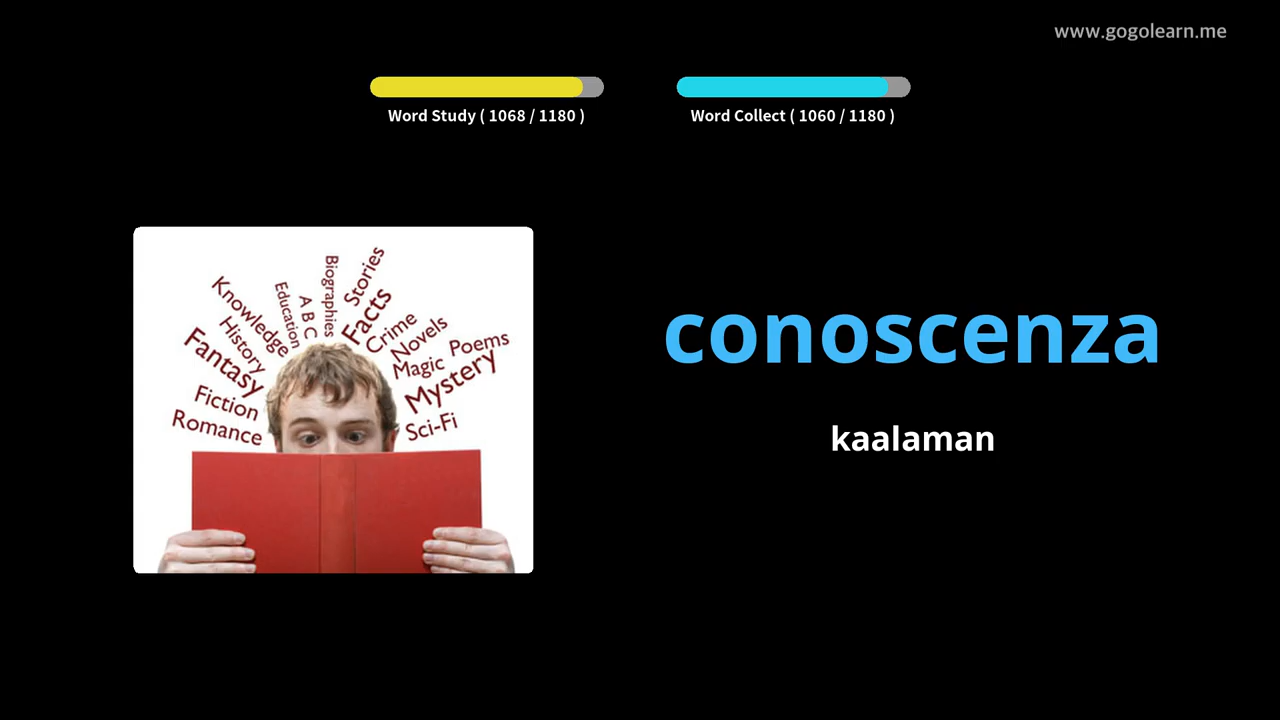 www.gogolearn.me
Word Study ( 1068 / 1180 )
Word Collect ( 1060 / 1180 )
Biographies
Stories
Education
A B C
Facts
Knowledge
History
Crime
Novels
Fantasy
Magic
Poems
Mystery
Fiction
Romance
Sci-Fi
conoscenza
kaalaman